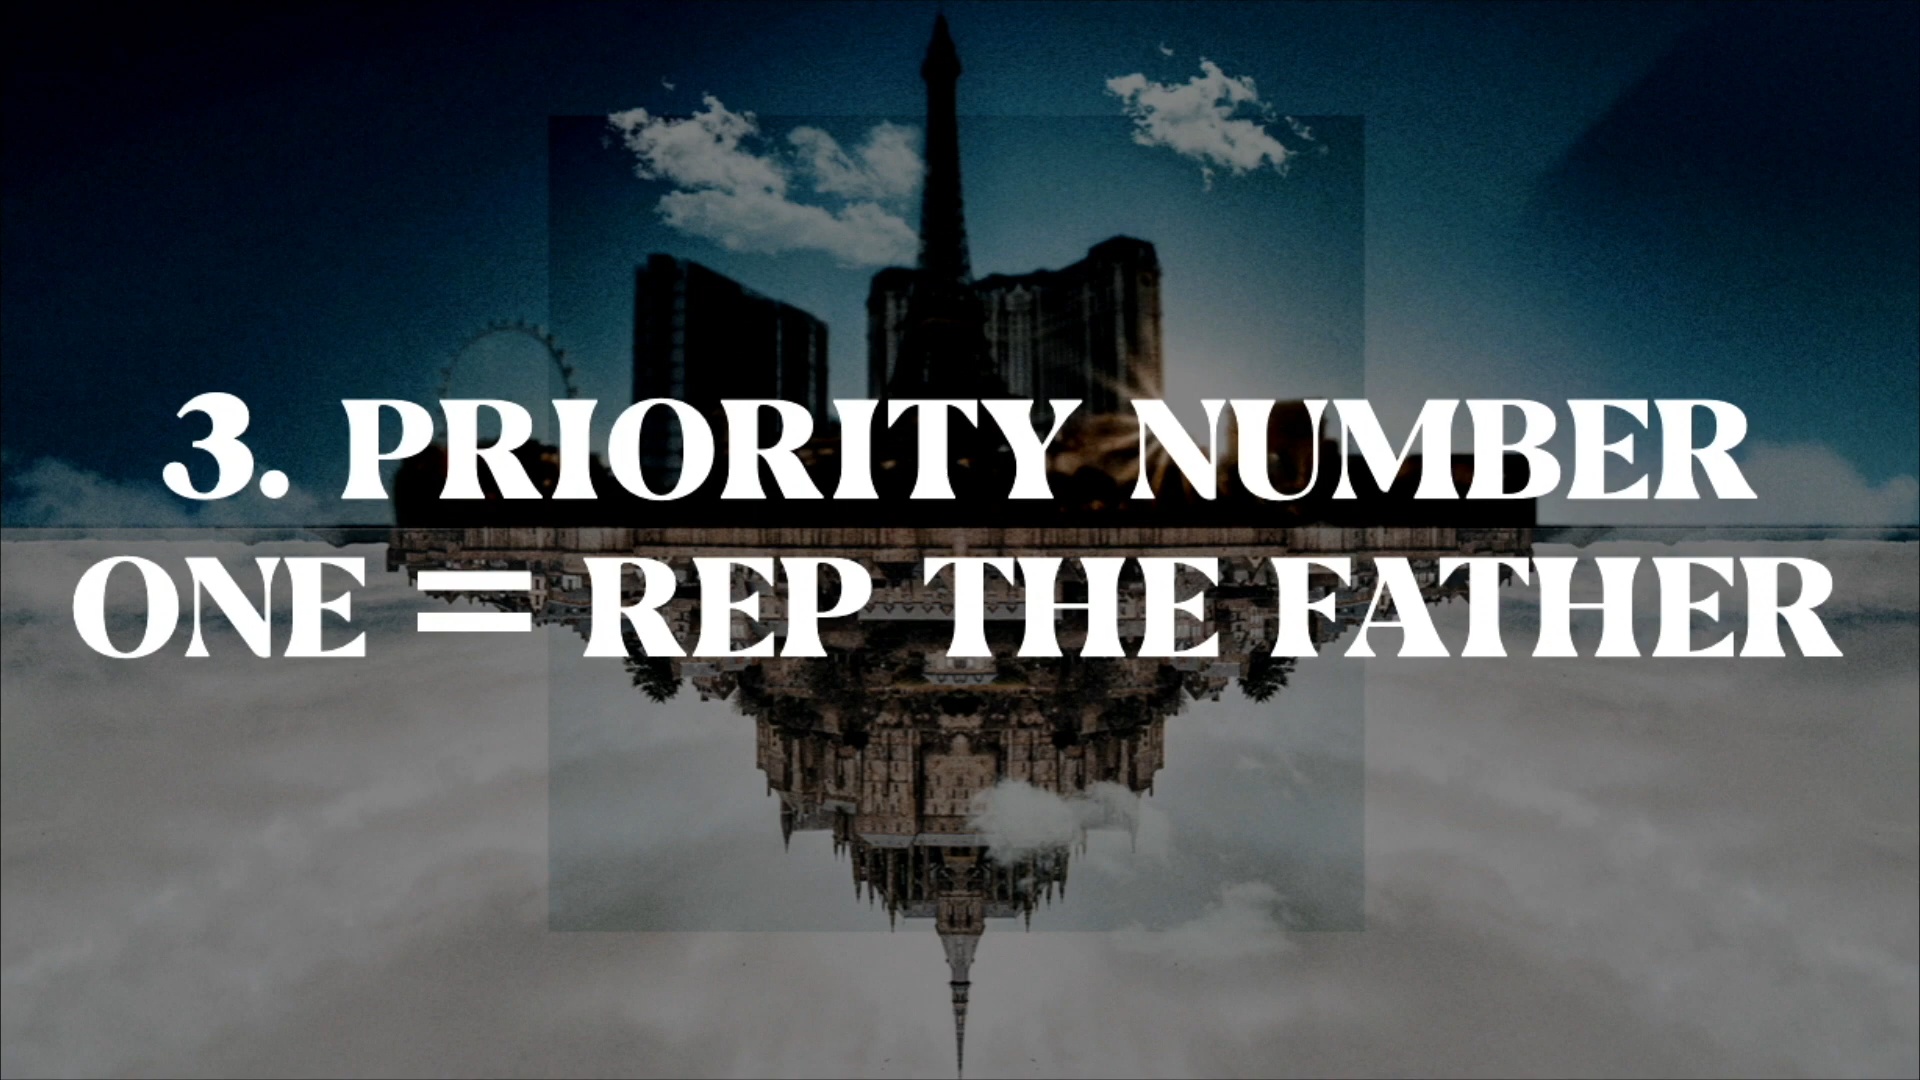 3. PRIORITY NUMBER
ONE = REP THE FATHER